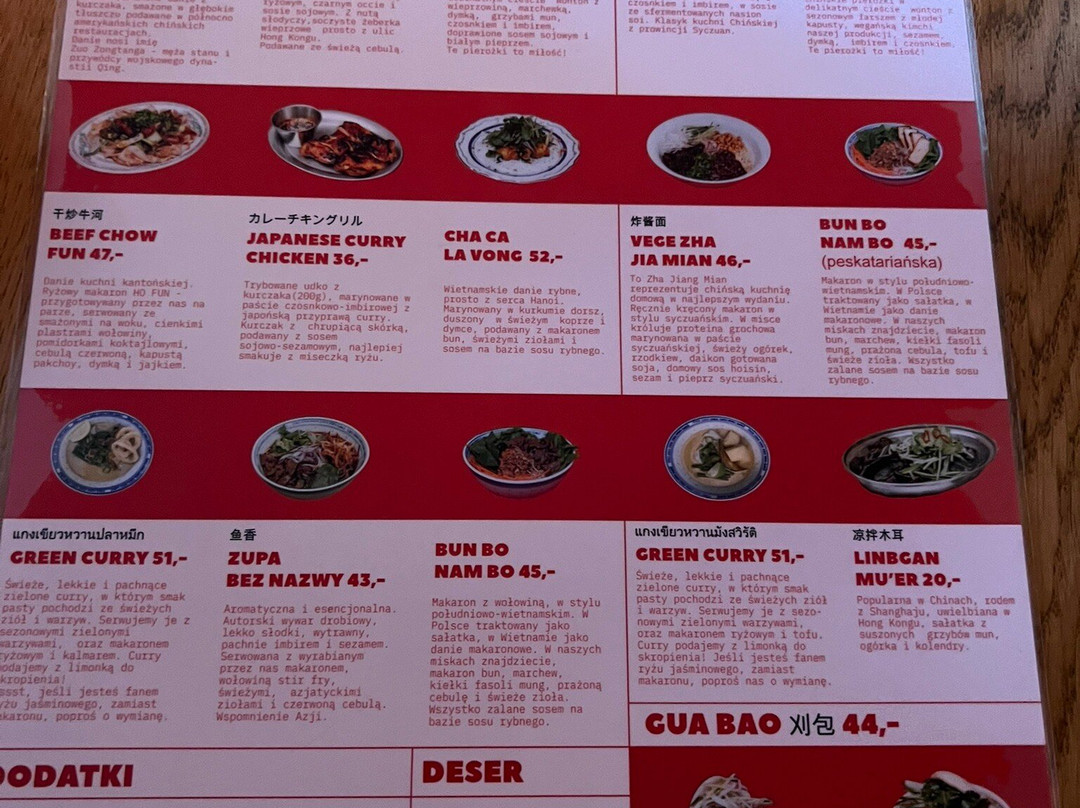 kurczaka, smażone w głębokie
tłuszczu podawane w północno
amerykańskich chińskich
restauracjach.
Danie nosi imię
Zuo Zongtanga - męża stanu i
przywódcy wojskowego dyna-
stii Qing.
ryżowym, czarnym occie i
sosie sojowym. Z nutą
słodyczy,soczyste żeberka
wieprzowe prosto z ulic
Hong Kongu.
Podawane ze świeżą cebulą.
delikatnym cieście wonton z
wieprzowiną, marchewką,
dymką, grzybami mun,
czosnkiem i imbirem,
doprawione sosem sojowym i
białym pieprzem.
Te pierożki to miłość!
czosnkiem i imbirem, w sosie
ze sfermentowanych nasion
soi. Klasyk kuchni Chińskiej
z prowincji Syczuan.
delikatnym cieście wonton z
sezonowym farszem z młodej
kapusty, wegańską kimchi
naszej produkcji, sezamem,
dymką, imbirem i czosnkiem.
Te pierożki to miłość!
干炒牛河
BEEF CHOW
FUN 47,-
Danie kuchni kantońskiej.
Ryżowy makaron HO FUN -
przygotowywany przez nas na
parze, serwowany ze
smażonymi na woku, cienkimi
plastrami wołowiny,
pomidorkami koktajlowymi,
cebulą czerwoną, kapustą
pakchoy, dymką i jajkiem.
カレーチキングリル
JAPANESE CURRY
CHICKEN 36,-
Trybowane udko z
kurczaka(200g), marynowane w
paście czosnkowo-imbirowej z
japońską przyprawą curry.
Kurczak z chrupiącą skórką,
podawany z sosem
sojowo-sezamowym, najlepiej
smakuje z miseczką ryżu.
CHA CA
LA VONG 52,-
Wietnamskie danie rybne,
prosto z serca Hanoi.
Marynowany w kurkumie dorsz,
duszony w świeżym koprze i
dymce, podawany z makaronem
bun, świeżymi ziołami i
sosem na bazie sosu rybnego.
炸酱面
VEGE ZHA
JIA MIAN 46,-
To Zha Jiang Mian
reprezentuje chińską kuchnię
domową w najlepszym wydaniu.
Ręcznie kręcony makaron w
stylu syczuańskim. W misce
króluje proteina grochowa
marynowana w paście
syczuańskiej, świeży ogórek,
rzodkiew, daikon gotowana
soja, domowy sos hoisin,
sezam i pieprz syczuański.
BUN BO
NAM BO 45,-
(peskatariańska)
Makaron w stylu południowo-
wietnamskim. W Polsce
traktowany jako sałatka, w
Wietnamie jako danie
makaronowe. W naszych
miskach znajdziecie, makaron
bun, marchew, kiełki fasoli
mung, prażoną cebula, tofu i
świeże zioła. Wszystko
zalane sosem na bazie sosu
rybnego.
แกงเขียวหวานปลาหมึก
GREEN CURRY 51,-
Świeże, lekkie i pachnące
zielone curry, w którym smak
pasty pochodzi ze świeżych
ziół i warzyw. Serwujemy je z
sezonowymi zielonymi
warzywami, oraz makaronem
ryżowym i kalmarem. Curry
podajemy z limonką do
skropienia!
Pssst, jeśli jesteś fanem
ryżu jaśminowego, zamiast
makaronu, poproś o wymianę.
鱼香
ZUPA
BEZ NAZWY 43,-
Aromatyczna i esencjonalna.
Autorski wywar drobiowy,
lekko słodki, wytrawny,
pachnie imbirem i sezamem.
Serwowana z wyrabianym
przez nas makaronem,
wołowiną stir fry,
świeżymi, azjatyckimi
ziołami i czerwoną cebulą.
Wspomnienie Azji.
BUN BO
NAM BO 45,-
Makaron z wołowiną, w stylu
południowo-wietnamskim. W
Polsce traktowany jako
sałatka, w Wietnamie jako
danie makaronowe. W naszych
miskach znajdziecie,
makaron bun, marchew,
kiełki fasoli mung, prażoną
cebulę i świeże zioła.
Wszystko zalane sosem na
bazie sosu rybnego.
แกงเขียวหวานมังสวิรัติ
GREEN CURRY 51,-
Świeże, lekkie i pachnące
zielone curry, w którym smak
pasty pochodzi ze świeżych ziół
i warzyw. Serwujemy je z sezo-
nowymi zielonymi warzywami,
oraz makaronem ryżowym i tofu.
Curry podajemy z limonką do
skropienia! Jeśli jesteś fanem
ryżu jaśminowego, zamiast
makaronu, poproś nas o wymianę.
凉拌木耳
LINBGAN
MU'ER 20,-
Popularna w Chinach, rodem
z Shanghaju, uwielbiana w
Hong Kongu, sałatka z
suszonych grzybów mun,
ogórka i kolendry.
GUA BAO 刈包 44,-
DODATKI
DESER